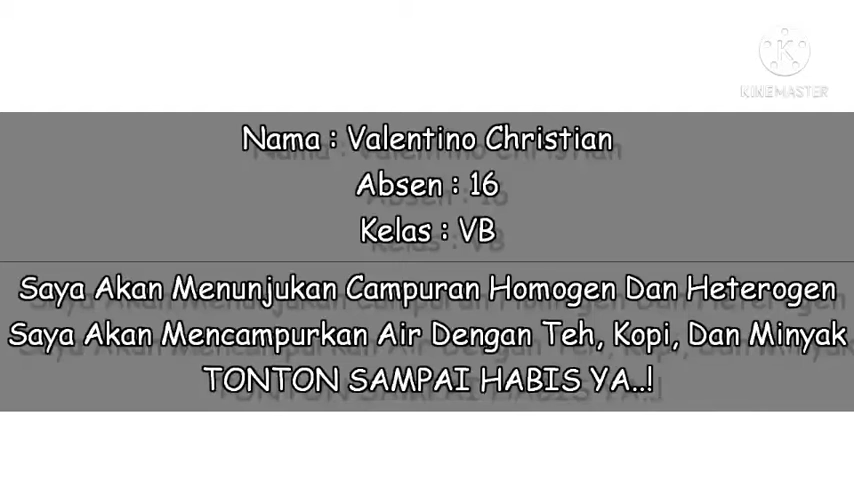 KINEMASTER
Nama : Valentino Christian
Absen : 16
Kelas : VB
Saya Akan Menunjukan Campuran Homogen Dan Heterogen
Saya Akan Mencampurkan Air Dengan Teh, Kopi, Dan Minyak
TONTON SAMPAI HABIS YA..!